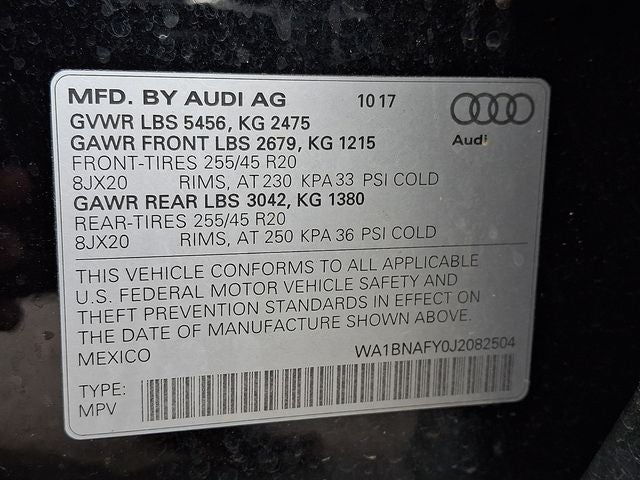 MFD. BY AUDI AG 10 17
GVWR LBS 5456, KG 2475
Audi
GAWR FRONT LBS 2679, KG 1215
FRONT-TIRES 255/45 R20
8JX20 RIMS, AT 230 KPA 33 PSI COLD
GAWR REAR LBS 3042, KG 1380
REAR-TIRES 255/45 R20
8JX20 RIMS, AT 250 KPA 36 PSI COLD
THIS VEHICLE CONFORMS TO ALL APPLICABLE
U.S. FEDERAL MOTOR VEHICLE SAFETY AND
THEFT PREVENTION STANDARDS IN EFFECT ON
THE DATE OF MANUFACTURE SHOWN ABOVE.
MEXICO WA1BNAFY0J2082504
TYPE:
MPV